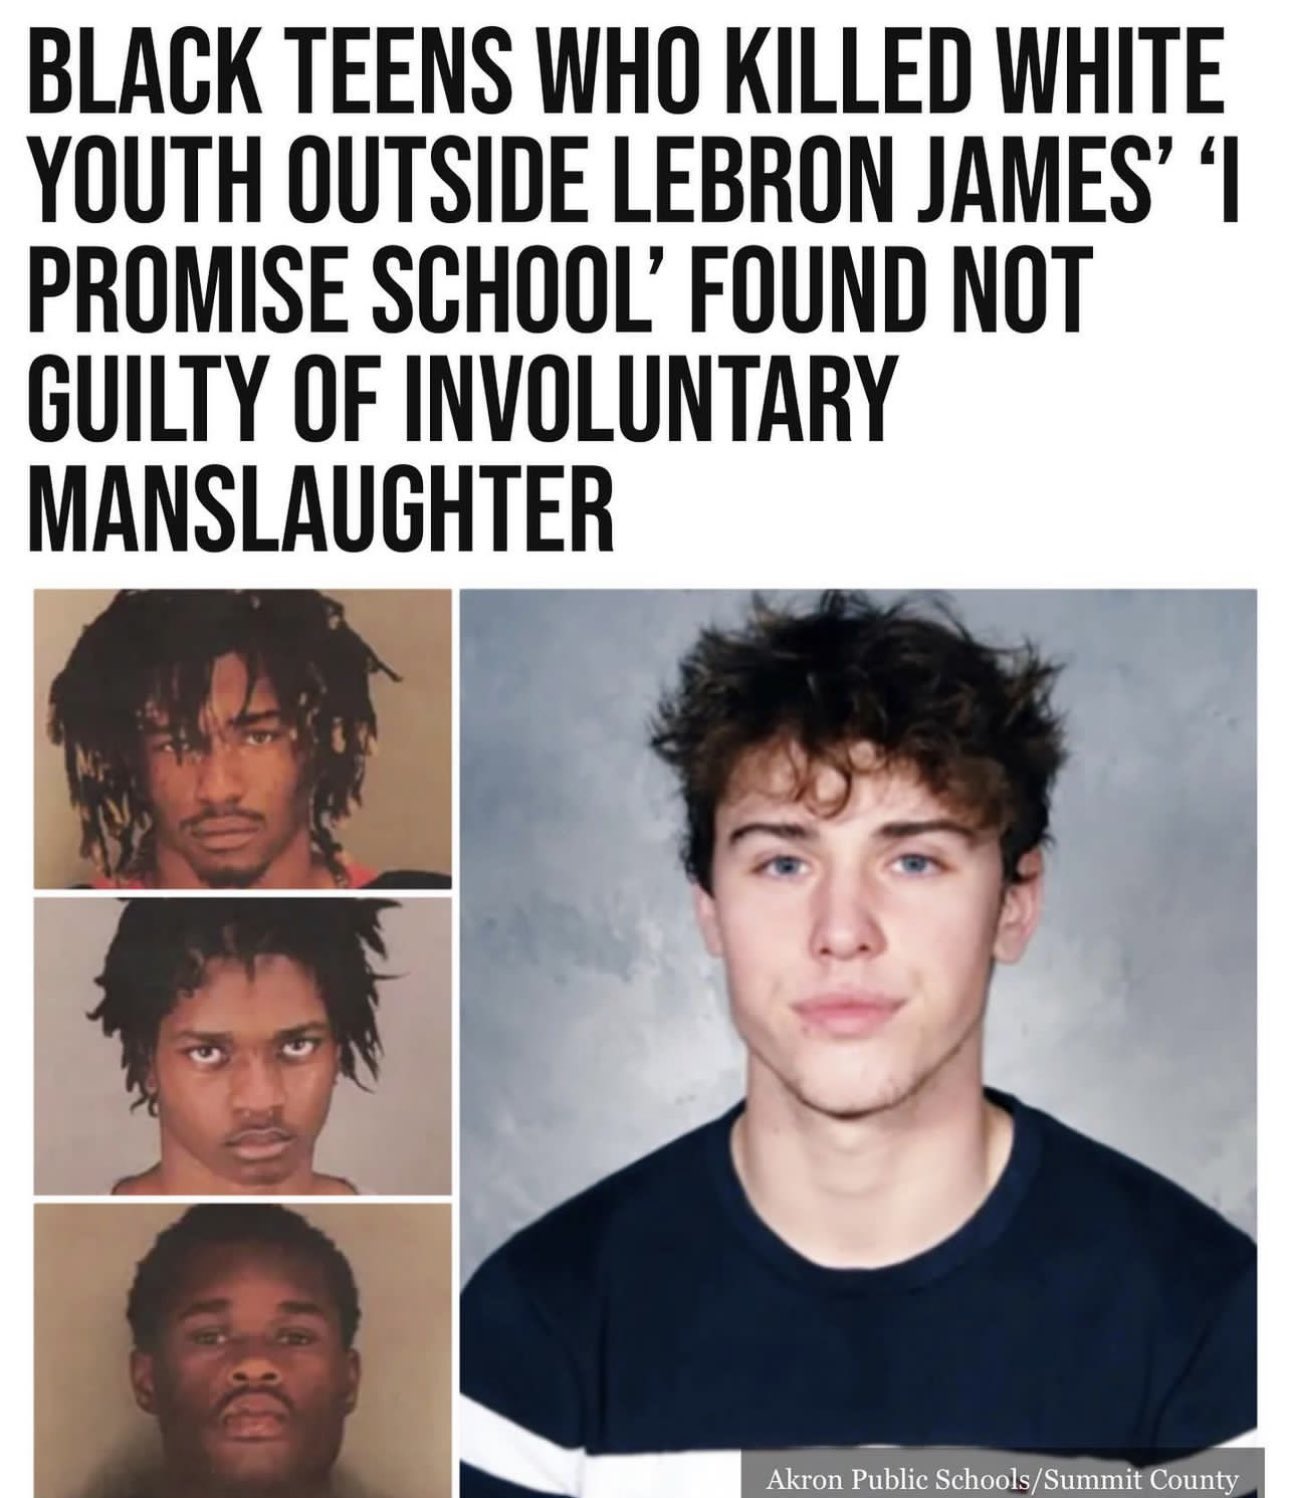 BLACK TEENS WHO KILLED WHITE
YOUTH OUTSIDE LEBRON JAMES’ ‘I
PROMISE SCHOOL’ FOUND NOT
GUILTY OF INVOLUNTARY
MANSLAUGHTER
Akron Public Schools/Summit County